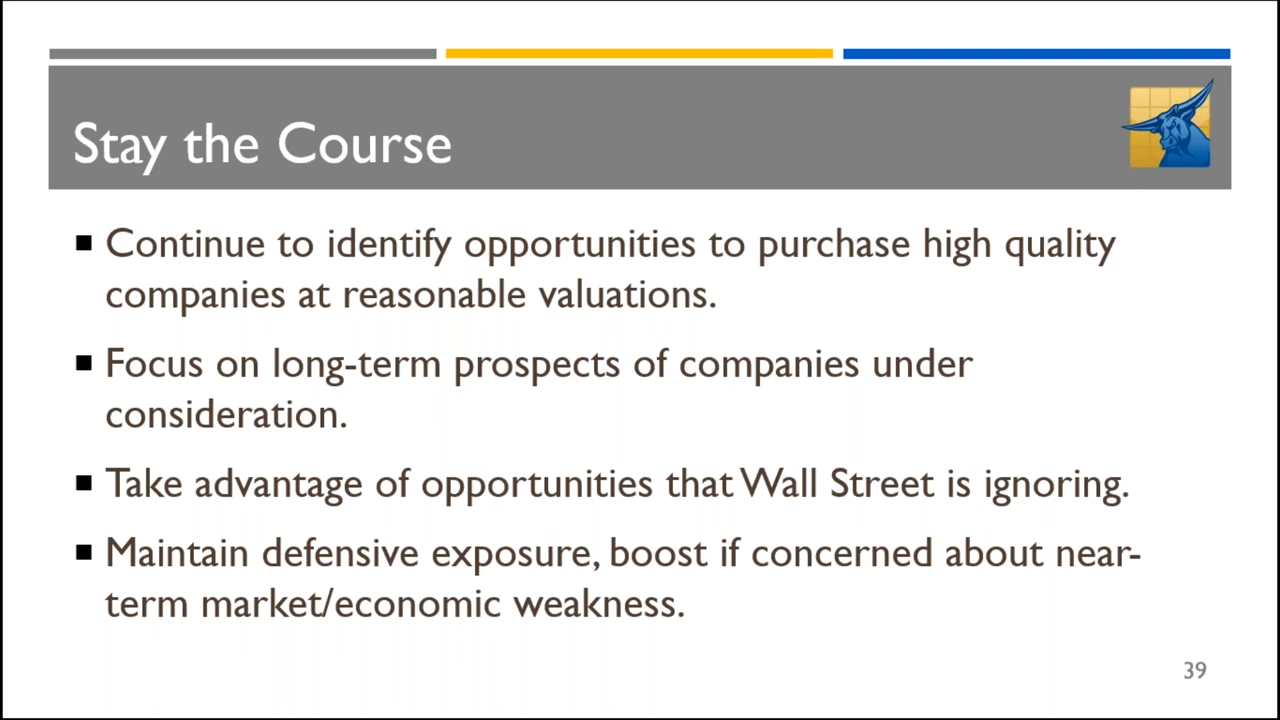 Stay the Course
■ Continue to identify opportunities to purchase high quality
companies at reasonable valuations.
■ Focus on long-term prospects of companies under
consideration.
■ Take advantage of opportunities that Wall Street is ignoring.
■ Maintain defensive exposure, boost if concerned about near-
term market/economic weakness.
39